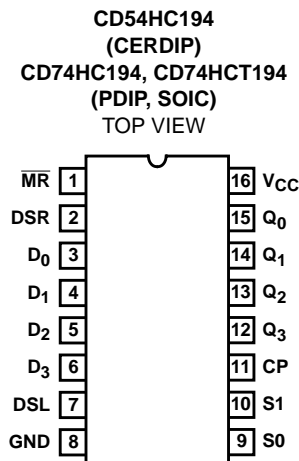 CD54HC194
(CERDIP)
CD74HC194, CD74HCT194
(PDIP, SOIC)
TOP VIEW
MR 1 16 VCC
DSR 2 15 Q0
D0 3 14 Q1
D1 4 13 Q2
D2 5 12 Q3
D3 6 11 CP
DSL 7 10 S1
GND 8 9 S0